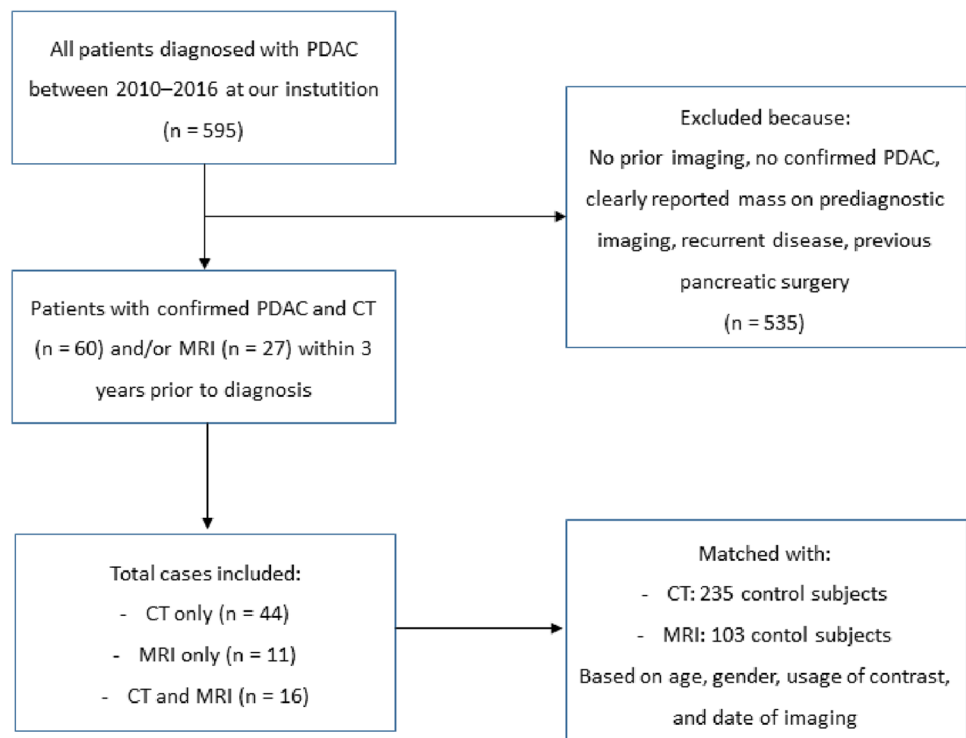 All patients diagnosed with PDAC
between 2010–2016 at our instutition
(n = 595)
Excluded because:
No prior imaging, no confirmed PDAC,
clearly reported mass on prediagnostic
imaging, recurrent disease, previous
pancreatic surgery
(n = 535)
Patients with confirmed PDAC and CT
(n = 60) and/or MRI (n = 27) within 3
years prior to diagnosis
Total cases included:
- CT only (n = 44)
- MRI only (n = 11)
- CT and MRI (n = 16)
Matched with:
- CT: 235 control subjects
- MRI: 103 contol subjects
Based on age, gender, usage of contrast,
and date of imaging